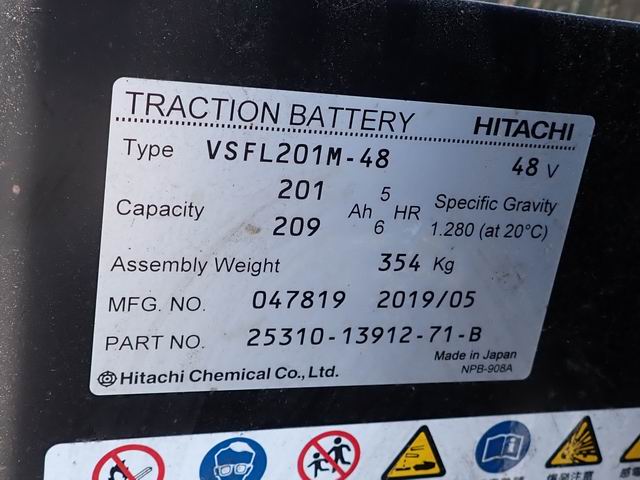 TRACTION BATTERY HITACHI
Type VSFL201M-48 48 V
Capacity 201 Ah 5 HR Specific Gravity
209 6 1.280 (at 20°C)
Assembly Weight 354 Kg
MFG. NO. 047819 2019/05
PART NO. 25310-13912-71-B
Made in Japan
Hitachi Chemical Co., Ltd. NPB-908A